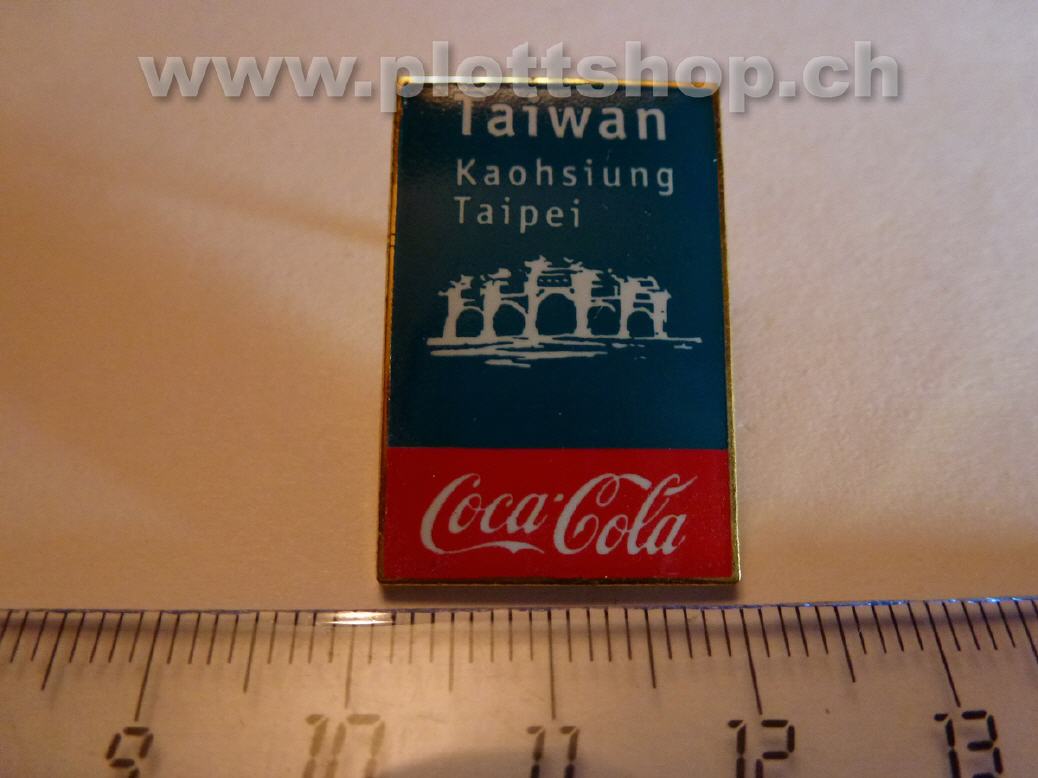 www.plottshop.ch
Taiwan
Kaohsiung
Taipei
Coca-Cola
9 10 11 12 13